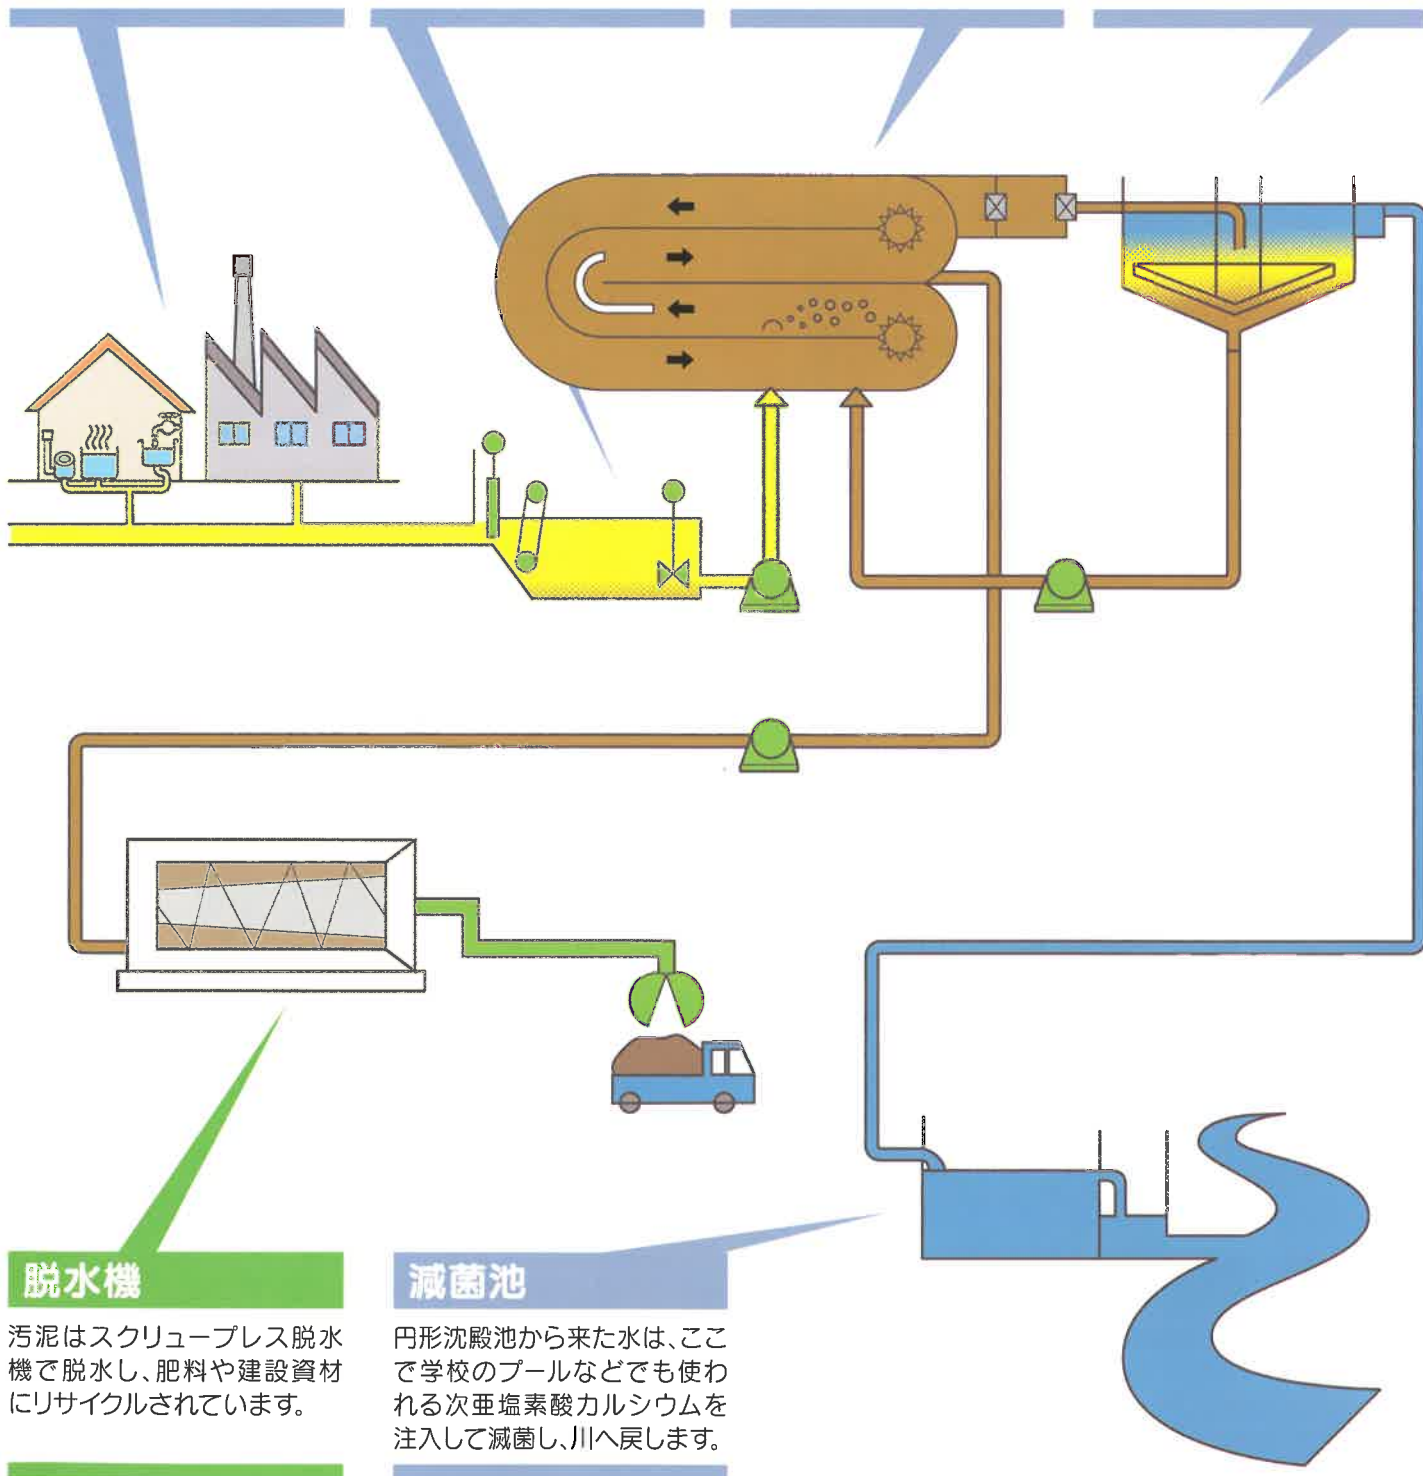 脱水機
汚泥はスクリュープレス脱水
機で脱水し、肥料や建設資材
にリサイクルされています。
減菌池
円形沈殿池から来た水は、ここ
で学校のプールなどでも使わ
れる次亜塩素酸カルシウムを
注入して滅菌し、川へ戻します。